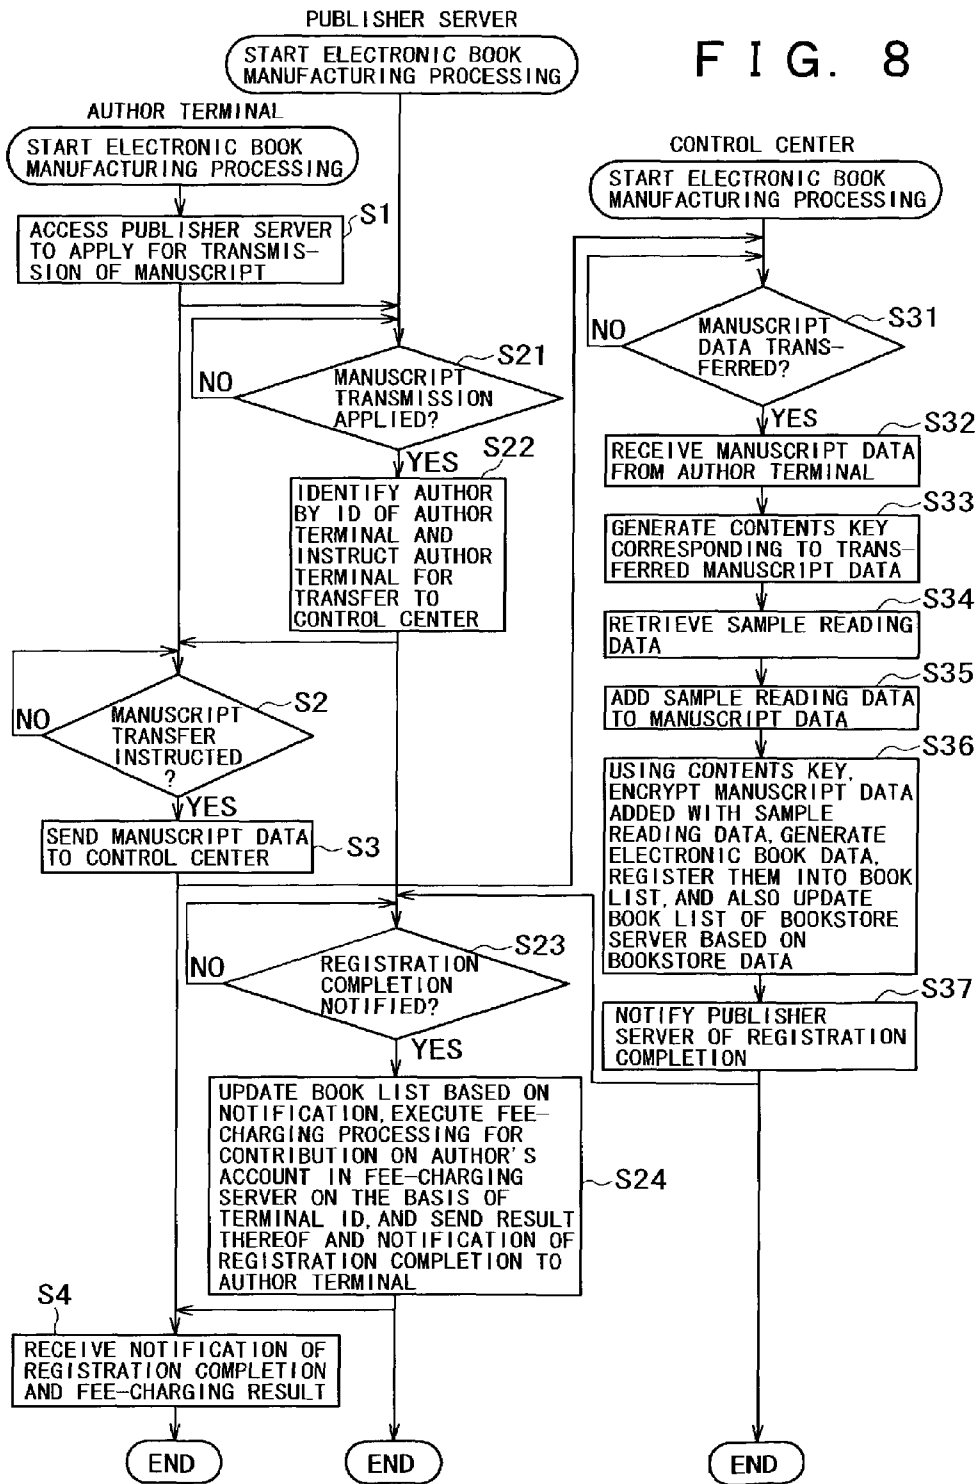 FIG. 8
PUBLISHER SERVER
START ELECTRONIC BOOK
MANUFACTURING PROCESSING
AUTHOR TERMINAL
START ELECTRONIC BOOK
MANUFACTURING PROCESSING
S1
ACCESS PUBLISHER SERVER
TO APPLY FOR TRANSMIS-
SION OF MANUSCRIPT
S21
NO
MANUSCRIPT
TRANSMISSION
APPLIED?
YES
S22
IDENTIFY AUTHOR
BY ID OF AUTHOR
TERMINAL AND
INSTRUCT AUTHOR
TERMINAL FOR
TRANSFER TO
CONTROL CENTER
S2
NO
MANUSCRIPT
TRANSFER
INSTRUCTED
?
YES
SEND MANUSCRIPT DATA
TO CONTROL CENTER
S3
S23
NO
REGISTRATION
COMPLETION
NOTIFIED?
YES
UPDATE BOOK LIST BASED ON
NOTIFICATION, EXECUTE FEE-
CHARGING PROCESSING FOR
CONTRIBUTION ON AUTHOR'S
ACCOUNT IN FEE-CHARGING
SERVER ON THE BASIS OF
TERMINAL ID, AND SEND RESULT
THEREOF AND NOTIFICATION OF
REGISTRATION COMPLETION TO
AUTHOR TERMINAL
S24
S4
RECEIVE NOTIFICATION OF
REGISTRATION COMPLETION
AND FEE-CHARGING RESULT
END
END
CONTROL CENTER
START ELECTRONIC BOOK
MANUFACTURING PROCESSING
S31
NO
MANUSCRIPT
DATA TRANS-
FERRED?
YES
S32
RECEIVE MANUSCRIPT DATA
FROM AUTHOR TERMINAL
S33
GENERATE CONTENTS KEY
CORRESPONDING TO TRANS-
FERRED MANUSCRIPT DATA
S34
RETRIEVE SAMPLE READING
DATA
S35
ADD SAMPLE READING DATA
TO MANUSCRIPT DATA
S36
USING CONTENTS KEY,
ENCRYPT MANUSCRIPT DATA
ADDED WITH SAMPLE
READING DATA, GENERATE
ELECTRONIC BOOK DATA,
REGISTER THEM INTO BOOK
LIST, AND ALSO UPDATE
BOOK LIST OF BOOKSTORE
SERVER BASED ON
BOOKSTORE DATA
S37
NOTIFY PUBLISHER
SERVER OF REGISTRATION
COMPLETION
END